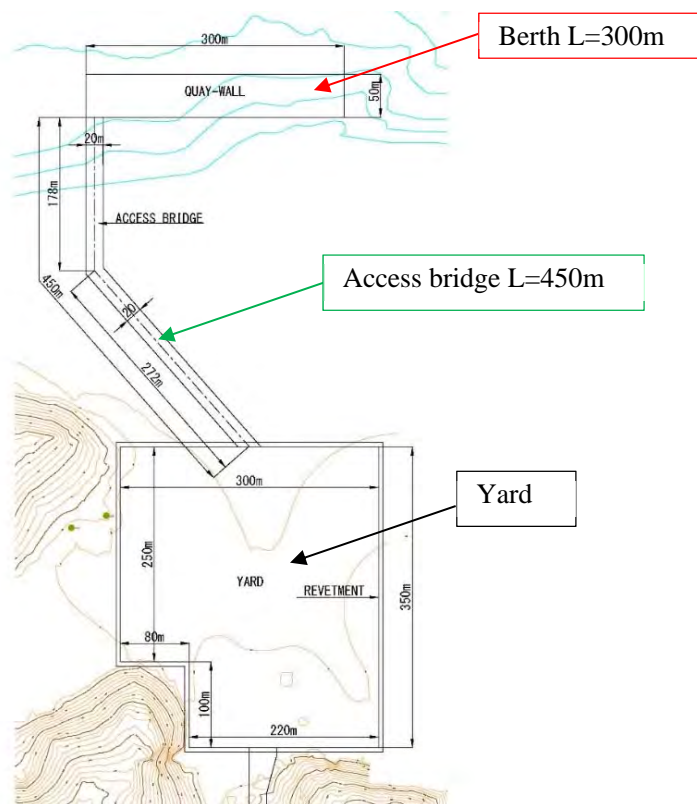 Berth L=300m
300m
QUAY-WALL
50m
20m
178m
ACCESS BRIDGE
450m
Access bridge L=450m
20
272m
Yard
300m
250m
YARD
REVETMENT
350m
80m
100m
220m